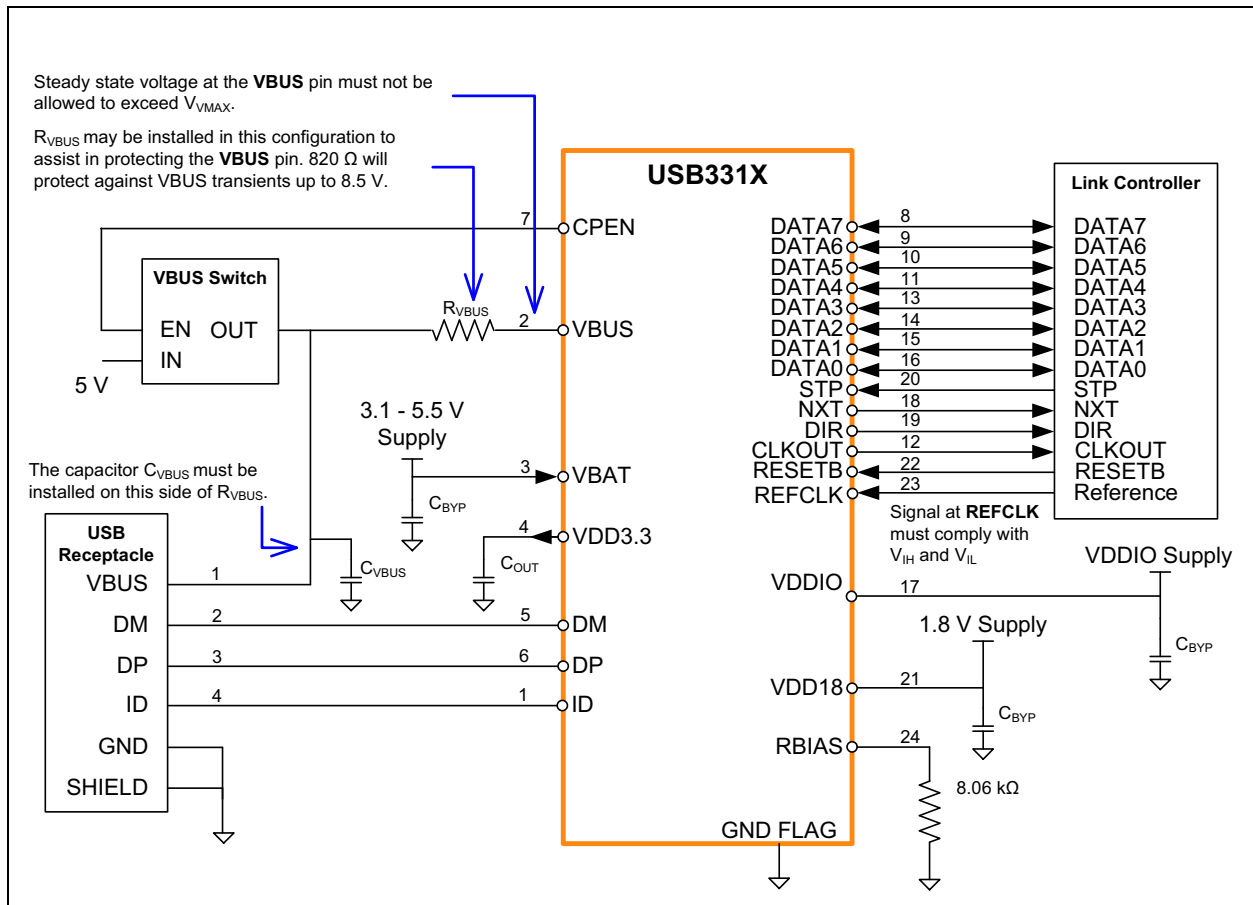 Steady state voltage at the VBUS pin must not be
allowed to exceed VVMAX.
RVBUS may be installed in this configuration to
assist in protecting the VBUS pin. 820 Ω will
protect against VBUS transients up to 8.5 V.
USB331X
Link Controller
7
CPEN
VBUS Switch
EN
OUT
IN
5 V
RVBUS
2
VBUS
3.1 - 5.5 V
Supply
3
VBAT
CBYP
4
VDD3.3
COUT
The capacitor CVBUS must be
installed on this side of RVBUS.
CVBUS
USB
Receptacle
VBUS
1
DM
2
5
DM
DP
3
6
DP
ID
4
1
ID
GND
SHIELD
DATA7
8
DATA7
DATA6
9
DATA6
DATA5
10
DATA5
DATA4
11
DATA4
DATA3
13
DATA3
DATA2
14
DATA2
DATA1
15
DATA1
DATA0
16
DATA0
STP
20
STP
NXT
18
NXT
DIR
19
DIR
CLKOUT
12
CLKOUT
RESETB
22
RESETB
REFCLK
23
Reference
Signal at REFCLK
must comply with
VIH and VIL
VDDIO Supply
VDDIO
17
CBYP
1.8 V Supply
VDD18
21
CBYP
RBIAS
24
8.06 kΩ
GND FLAG